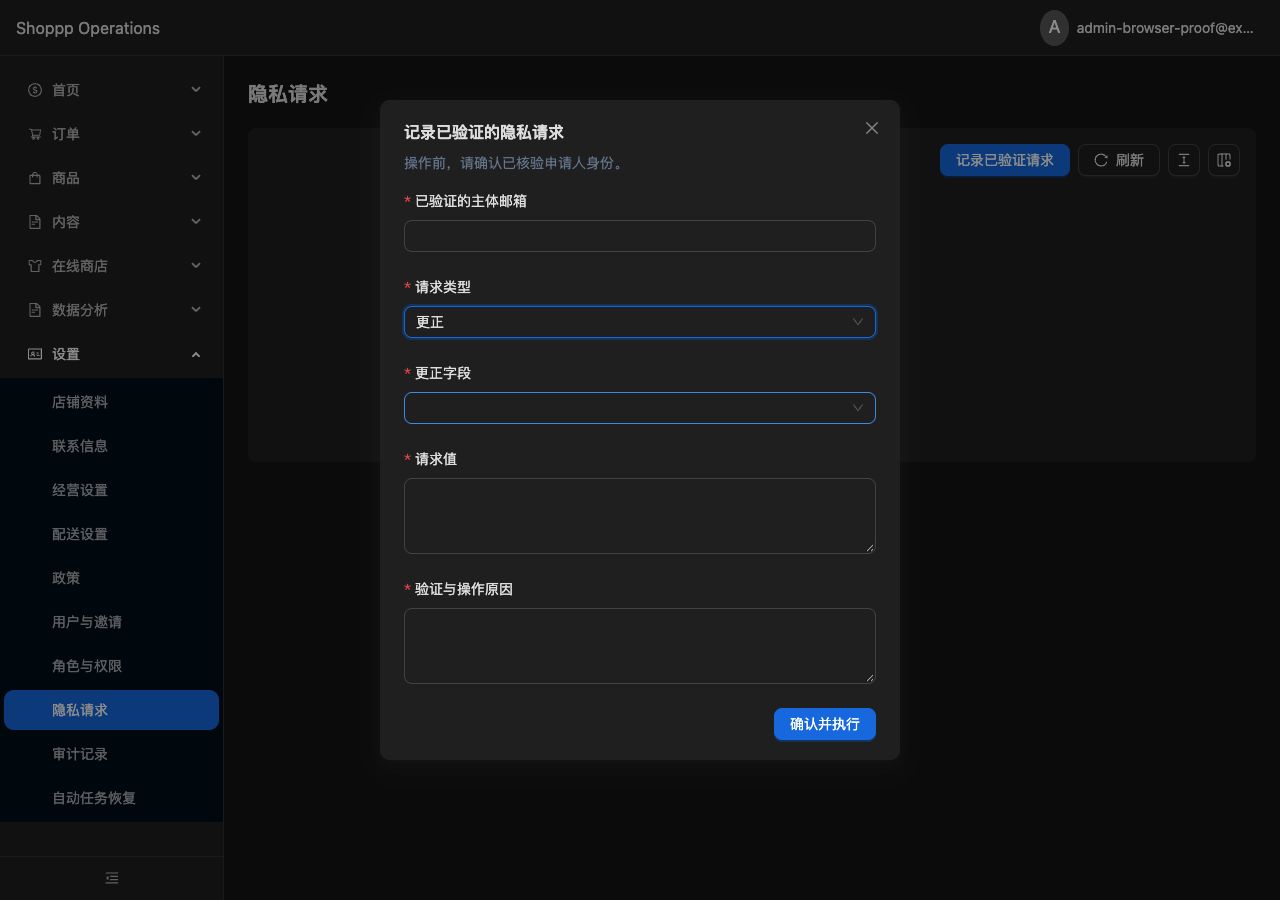 Shoppp Operations
A
admin-browser-proof@ex...
首页
订单
商品
内容
在线商店
数据分析
设置
店铺资料
联系信息
经营设置
配送设置
政策
用户与邀请
角色与权限
隐私请求
审计记录
自动任务恢复
隐私请求
记录已验证请求
刷新
记录已验证的隐私请求
操作前，请确认已核验申请人身份。
* 已验证的主体邮箱
* 请求类型
更正
* 更正字段
* 请求值
* 验证与操作原因
确认并执行